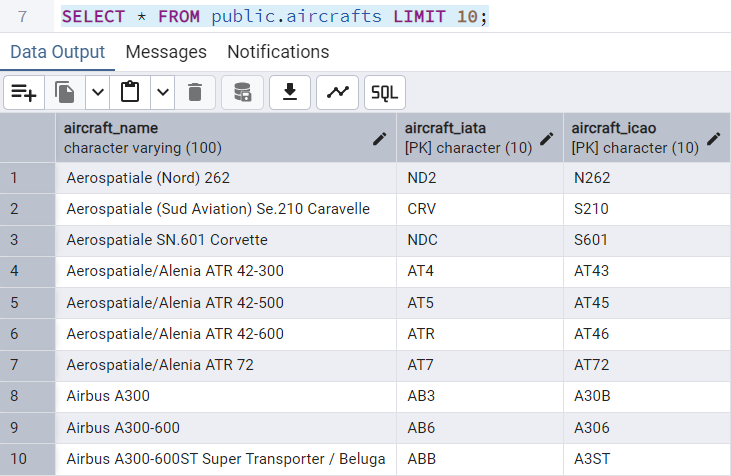 7 SELECT * FROM public.aircrafts LIMIT 10;
Data Output Messages Notifications
SQL
aircraft_name aircraft_iata aircraft_icao
character varying (100) [PK] character (10) [PK] character (10)
1 Aerospatiale (Nord) 262 ND2 N262
2 Aerospatiale (Sud Aviation) Se.210 Caravelle CRV S210
3 Aerospatiale SN.601 Corvette NDC S601
4 Aerospatiale/Alenia ATR 42-300 AT4 AT43
5 Aerospatiale/Alenia ATR 42-500 AT5 AT45
6 Aerospatiale/Alenia ATR 42-600 ATR AT46
7 Aerospatiale/Alenia ATR 72 AT7 AT72
8 Airbus A300 AB3 A30B
9 Airbus A300-600 AB6 A306
10 Airbus A300-600ST Super Transporter / Beluga ABB A3ST